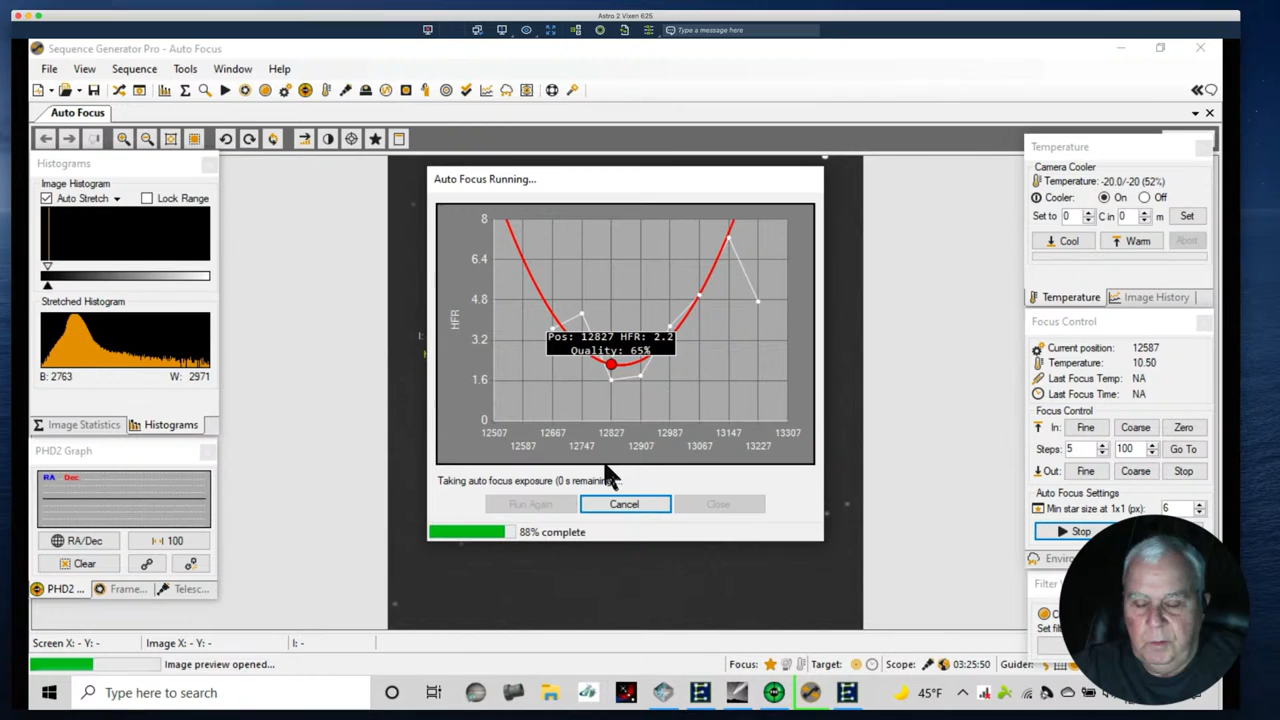 Astro 2 Vixen 625
Type a message here
Sequence Generator Pro - Auto Focus
File View Sequence Tools Window Help
Auto Focus
Histograms
Image Histogram
Auto Stretch Lock Range
Stretched Histogram
B: 2763 W: 2971
Image Statistics Histograms
PHD2 Graph
RA Dec
RA/Dec 100
Clear
PHD2 ... Frame... Telesc...
Auto Focus Running...
HFR
8
6.4
4.8
3.2
1.6
0
Pos: 12827 HFR: 2.2
Quality: 65%
12507 12667 12827 12987 13147 13307
12587 12747 12907 13067 13227
Taking auto focus exposure (0 s remaining
Run Again Cancel Close
88% complete
Temperature
Camera Cooler
Temperature: -20.0/-20 (52%)
Cooler: On Off
Set to 0 C in 0 m Set
Cool Warm Abort
Temperature Image History
Focus Control
Current position: 12587
Temperature: 10.50
Last Focus Temp: NA
Last Focus Time: NA
Focus Control
In: Fine Coarse Zero
Steps: 5 100 Go To
Out: Fine Coarse Stop
Auto Focus Settings
Min star size at 1x1 (px): 6
Stop
Screen X: - Y: - Image X: - Y: - I: -
Image preview opened...
Focus: Target: Scope: 03:25:50 Guider:
Type here to search
45°F